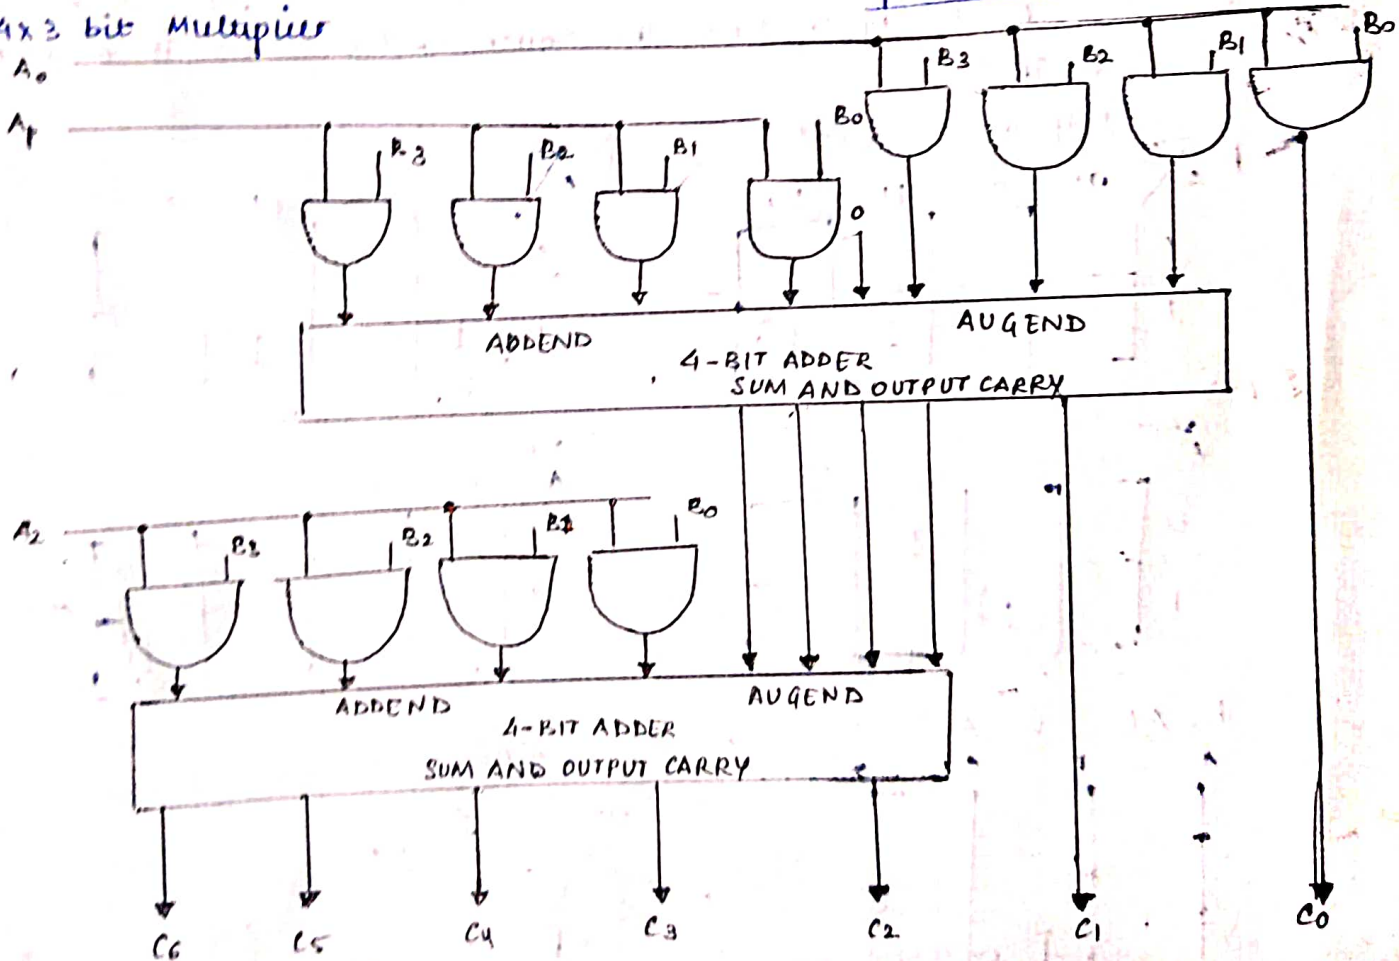 4x3 bit Multiplier
B0
A0
B3 B2 B1
A1 B0
B3 B2 B1
0
ADDEND AUGEND
4-BIT ADDER
SUM AND OUTPUT CARRY
A2 B3 B2 B1 B0
ADDEND AUGEND
4-BIT ADDER
SUM AND OUTPUT CARRY
C6 C5 C4 C3 C2 C1 C0